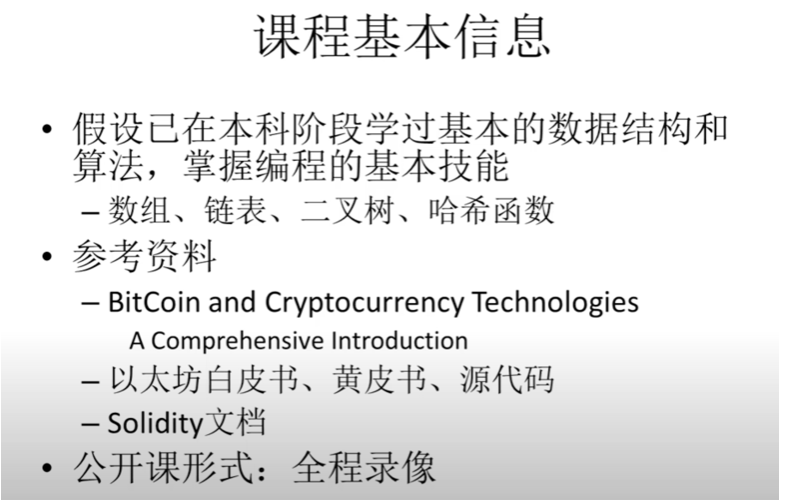 课程基本信息
• 假设已在本科阶段学过基本的数据结构和
算法，掌握编程的基本技能
– 数组、链表、二叉树、哈希函数
• 参考资料
– BitCoin and Cryptocurrency Technologies
A Comprehensive Introduction
– 以太坊白皮书、黄皮书、源代码
– Solidity文档
• 公开课形式：全程录像